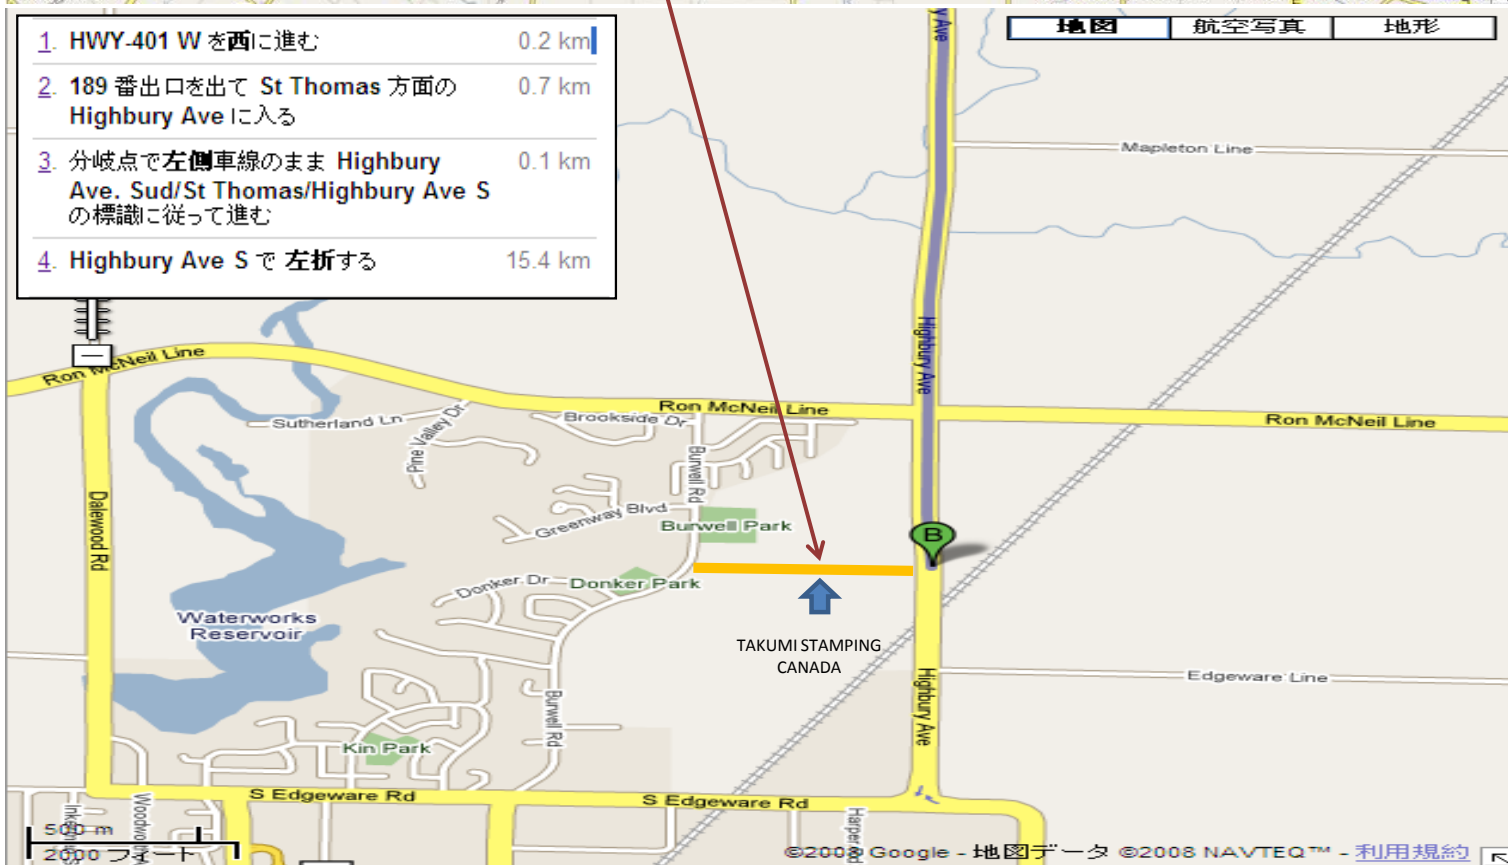 1. HWY-401 W を西に進む 0.2 km
2. 189 番出口を出て St Thomas 方面の 0.7 km
Highbury Ave に入る
3. 分岐点で左側車線のまま Highbury 0.1 km
Ave. Sud/St Thomas/Highbury Ave S
の標識に従って進む
4. Highbury Ave S で 左折する 15.4 km
地図 航空写真 地形
y Ave
Mapleton Line
Highbury Ave
Ron McNeil Line
Ron McNeil Line
Ron McNeil Line
Sutherland Ln
Pine Valley Dr
Brookside Dr
Burwell Rd
Dalewood Rd
Greenway Blvd
Burwell Park
B
Donker Dr
Donker Park
Waterworks
Reservoir
TAKUMI STAMPING
CANADA
Edgeware Line
Highbury Ave
Burwell Rd
Kin Park
S Edgeware Rd
S Edgeware Rd
500 m
2000 フィート
©2008 Google - 地図データ ©2008 NAVTEQ™ - 利用規約